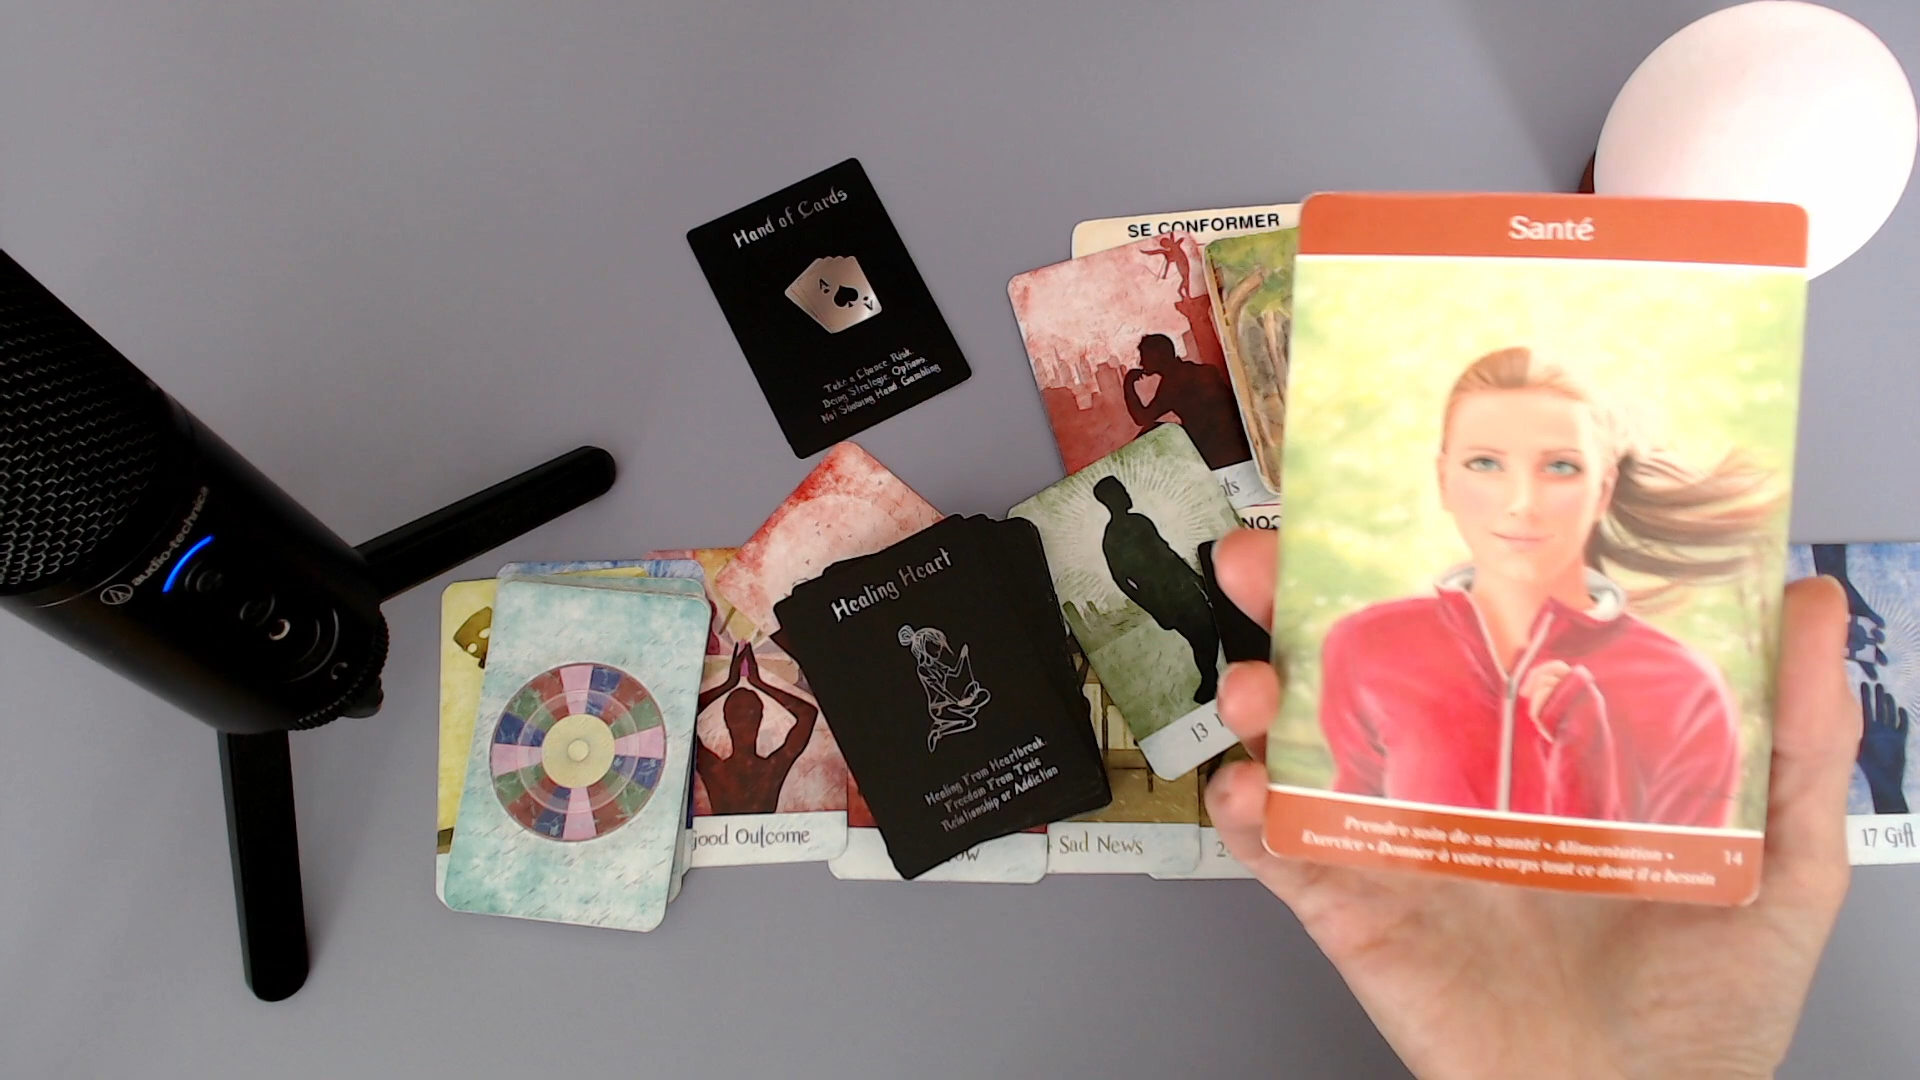 Hand of Cards
Take a Chance Risk.
Being Strategic. Options.
Not Showing Hand. Gambling
SE CONFORMER
Santé
Prendre soin de sa santé • Alimentation •
Exercice • Donner à votre corps tout ce dont il a besoin
14
audio-technica
Healing Heart
Healing From Heartbreak.
Freedom From Toxic
Relationship or Addiction
13
Good Outcome
Sad News
17 Gift